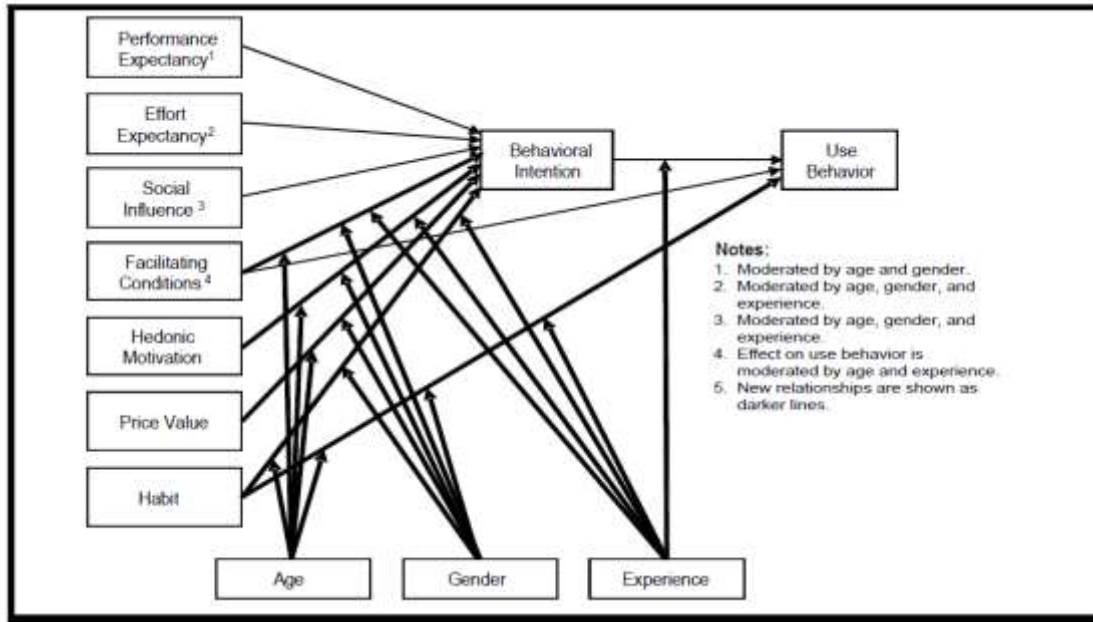 Performance
Expectancy1
Effort
Expectancy2
Social
Influence 3
Facilitating
Conditions 4
Hedonic
Motivation
Price Value
Habit
Behavioral
Intention
Use
Behavior
Notes:
1. Moderated by age and gender.
2. Moderated by age, gender, and
experience.
3. Moderated by age, gender, and
experience.
4. Effect on use behavior is
moderated by age and experience.
5. New relationships are shown as
darker lines.
Age
Gender
Experience